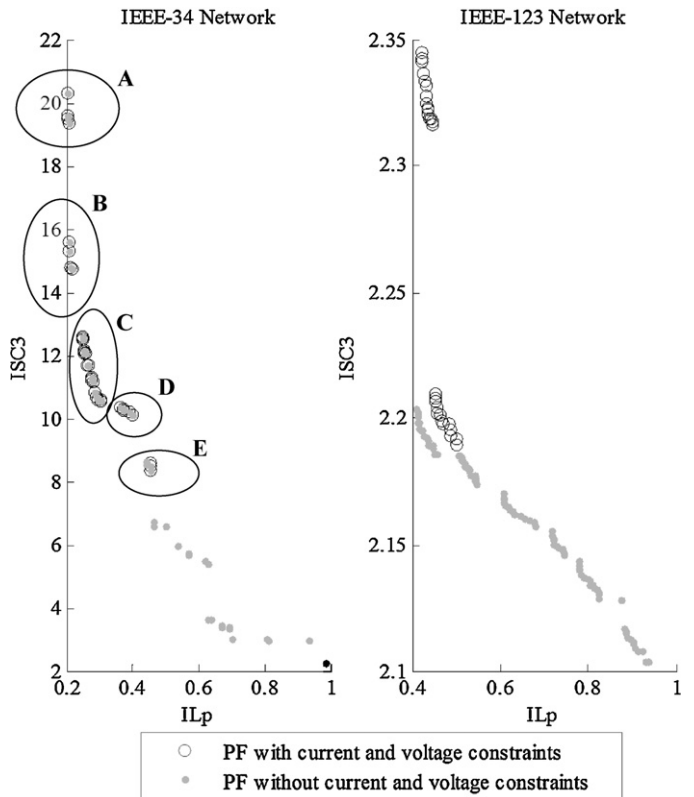 IEEE-34 Network
IEEE-123 Network
22
20
18
16
14
12
10
8
6
4
2
ISC3
A
B
C
D
E
0.2 0.4 0.6 0.8 1
ILp
2.35
2.3
2.25
2.2
2.15
2.1
ISC3
0.4 0.6 0.8 1
ILp
PF with current and voltage constraints
PF without current and voltage constraints